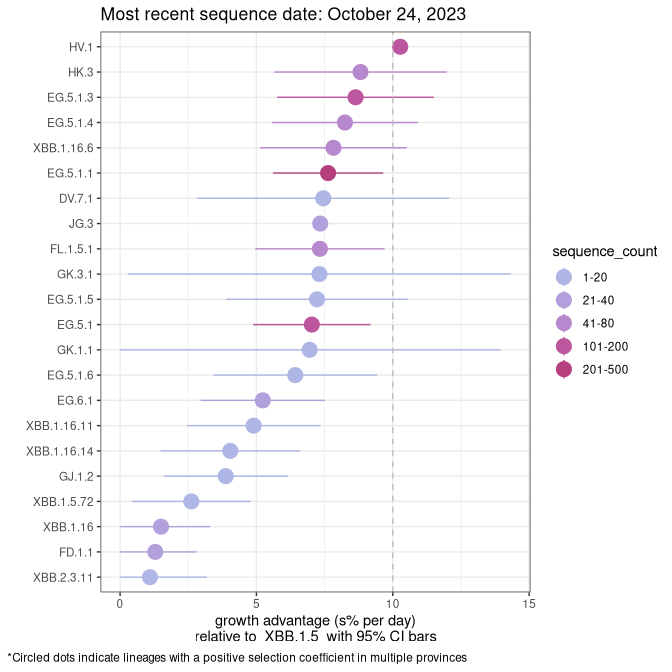 Most recent sequence date: October 24, 2023
HV.1
HK.3
EG.5.1.3
EG.5.1.4
XBB.1.16.6
EG.5.1.1
DV.7.1
JG.3
FL.1.5.1
GK.3.1
EG.5.1.5
EG.5.1
GK.1.1
EG.5.1.6
EG.6.1
XBB.1.16.11
XBB.1.16.14
GJ.1.2
XBB.1.5.72
XBB.1.16
FD.1.1
XBB.2.3.11
0 5 10 15
growth advantage (s% per day)
relative to XBB.1.5 with 95% CI bars
sequence_count
1-20
21-40
41-80
101-200
201-500
*Circled dots indicate lineages with a positive selection coefficient in multiple provinces